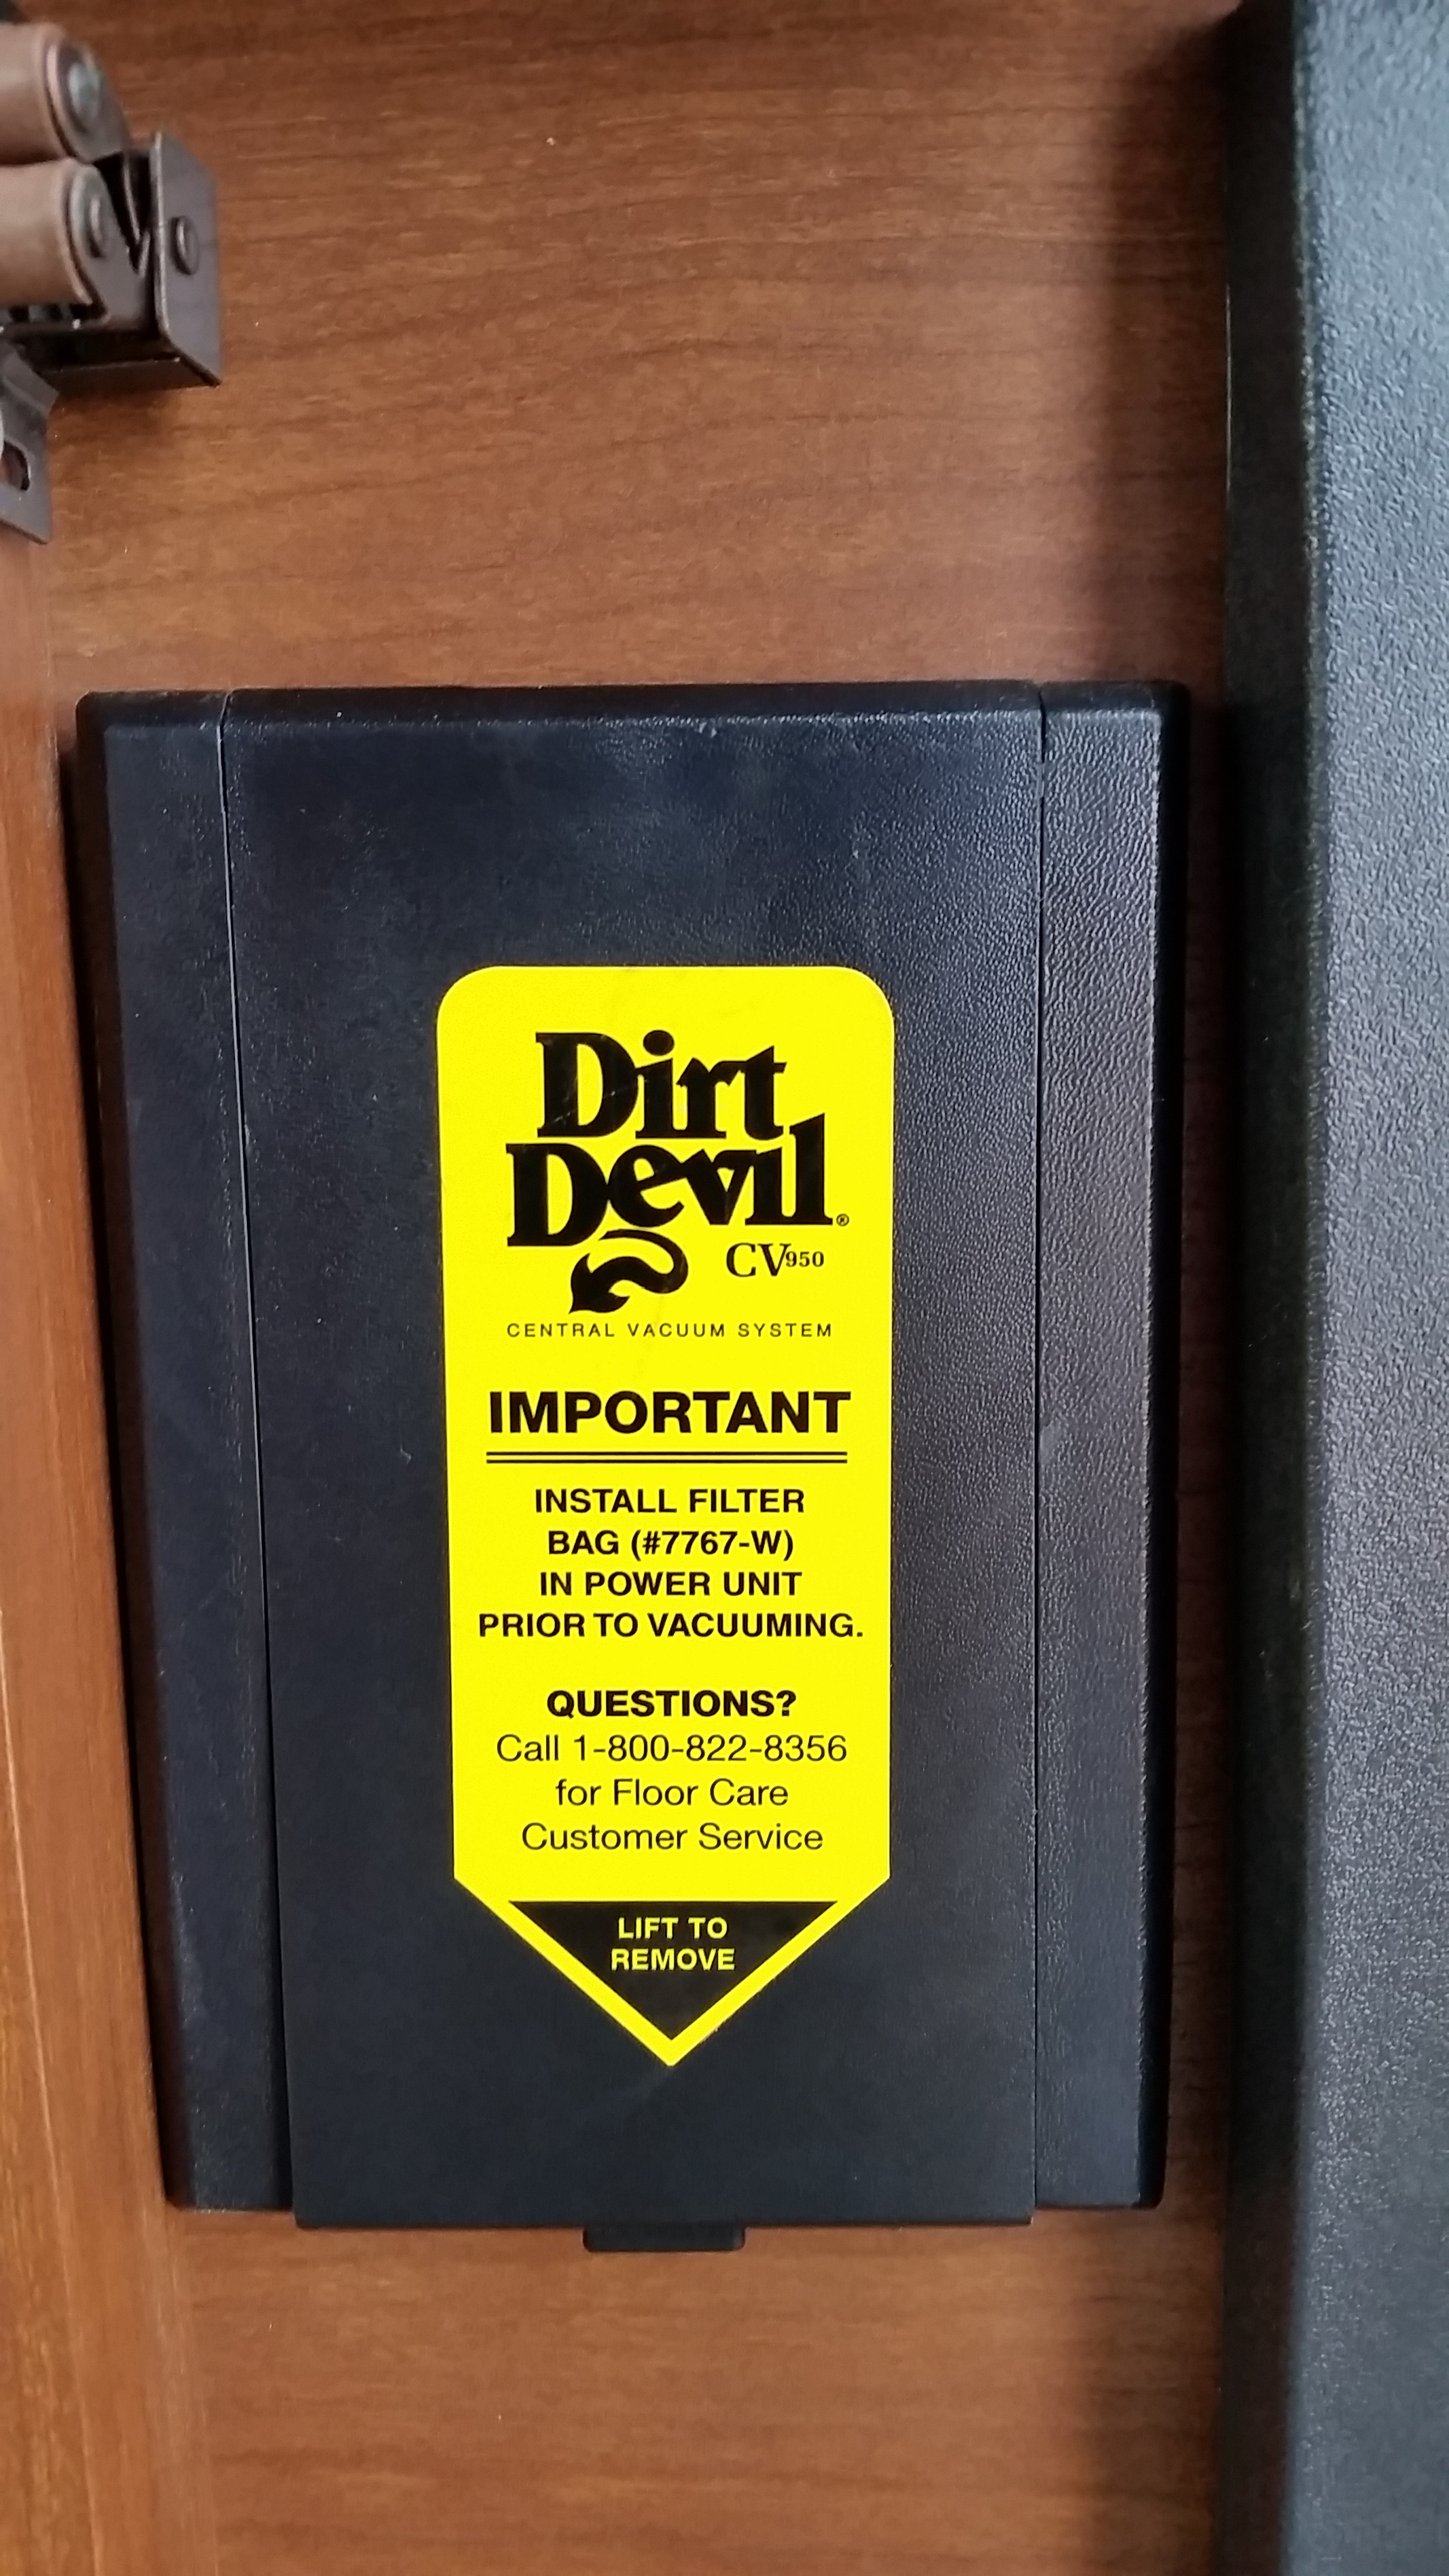 Dirt
Devil®
CV950
CENTRAL VACUUM SYSTEM
IMPORTANT
INSTALL FILTER
BAG (#7767-W)
IN POWER UNIT
PRIOR TO VACUUMING.
QUESTIONS?
Call 1-800-822-8356
for Floor Care
Customer Service
LIFT TO
REMOVE